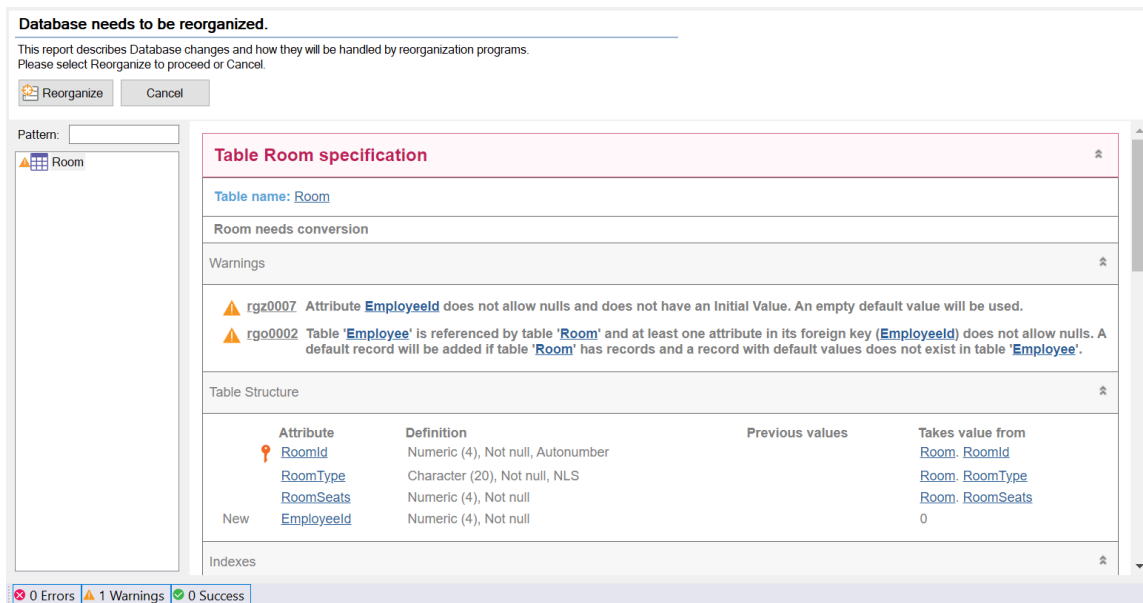 Database needs to be reorganized.
This report describes Database changes and how they will be handled by reorganization programs.
Please select Reorganize to proceed or Cancel.
Reorganize Cancel
Pattern:
Room
Table Room specification
Table name: Room
Room needs conversion
Warnings
rgz0007 Attribute EmployeeId does not allow nulls and does not have an Initial Value. An empty default value will be used.
rgo0002 Table 'Employee' is referenced by table 'Room' and at least one attribute in its foreign key (EmployeeId) does not allow nulls. A
default record will be added if table 'Room' has records and a record with default values does not exist in table 'Employee'.
Table Structure
Attribute Definition Previous values Takes value from
RoomId Numeric (4), Not null, Autonumber Room. RoomId
RoomType Character (20), Not null, NLS Room. RoomType
RoomSeats Numeric (4), Not null Room. RoomSeats
New EmployeeId Numeric (4), Not null 0
Indexes
0 Errors 1 Warnings 0 Success